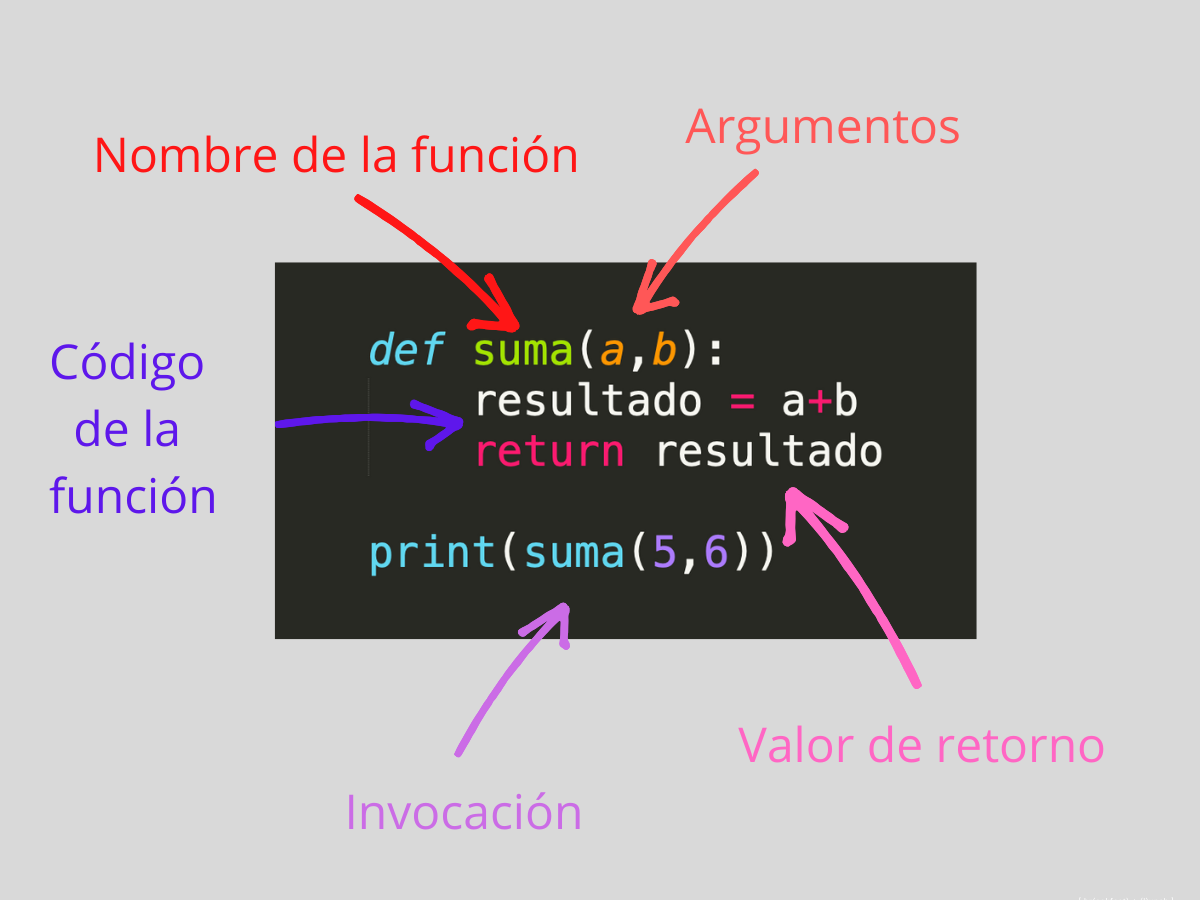 Argumentos
Nombre de la función
def suma(a,b):
resultado = a+b
return resultado
print(suma(5,6))
Código
de la
función
Valor de retorno
Invocación